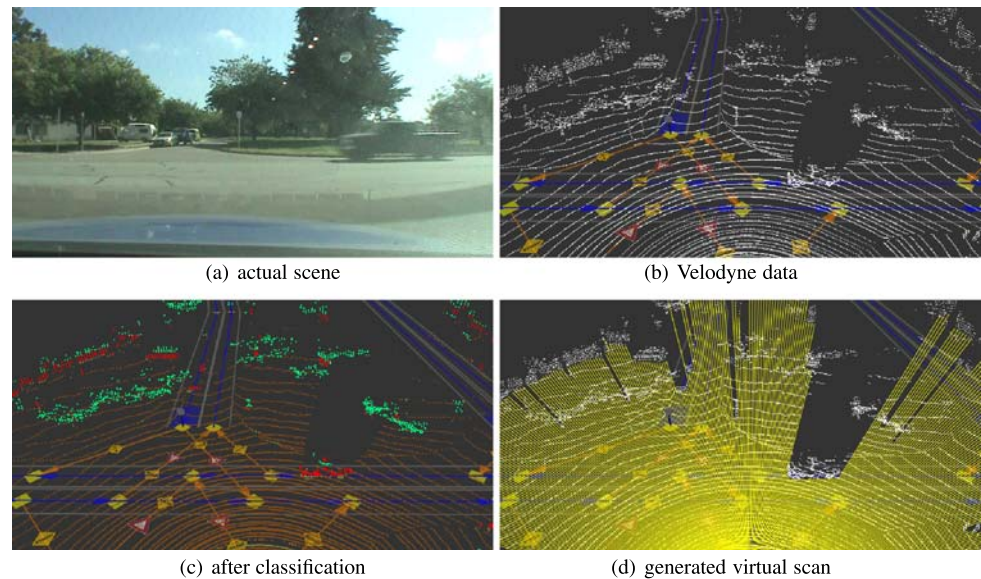 (a) actual scene
(b) Velodyne data
(c) after classification
(d) generated virtual scan